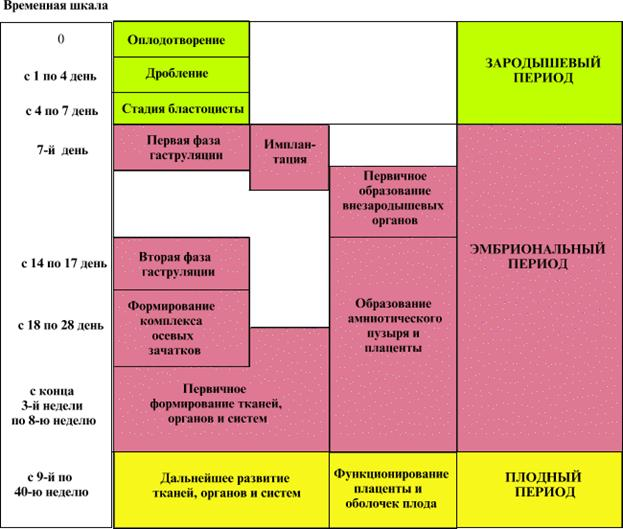 Временная шкала
0
Оплодотворение
с 1 по 4 день
Дробление
ЗАРОДЫШЕВЫЙ
ПЕРИОД
с 4 по 7 день
Стадия бластоцисты
7-й день
Первая фаза
гаструляции
Имплан-
тация
Первичное
образование
внезародышевых
органов
с 14 по 17 день
Вторая фаза
гаструляции
ЭМБРИОНАЛЬНЫЙ
ПЕРИОД
с 18 по 28 день
Формирование
комплекса
осевых
зачатков
Образование
амниотического
пузыря и
плаценты
с конца
3-й недели
по 8-ю неделю
Первичное
формирование тканей,
органов и систем
с 9-й по
40-ю неделю
Дальнейшее развитие
тканей, органов и систем
Функционирование
плаценты и
оболочек плода
ПЛОДНЫЙ
ПЕРИОД